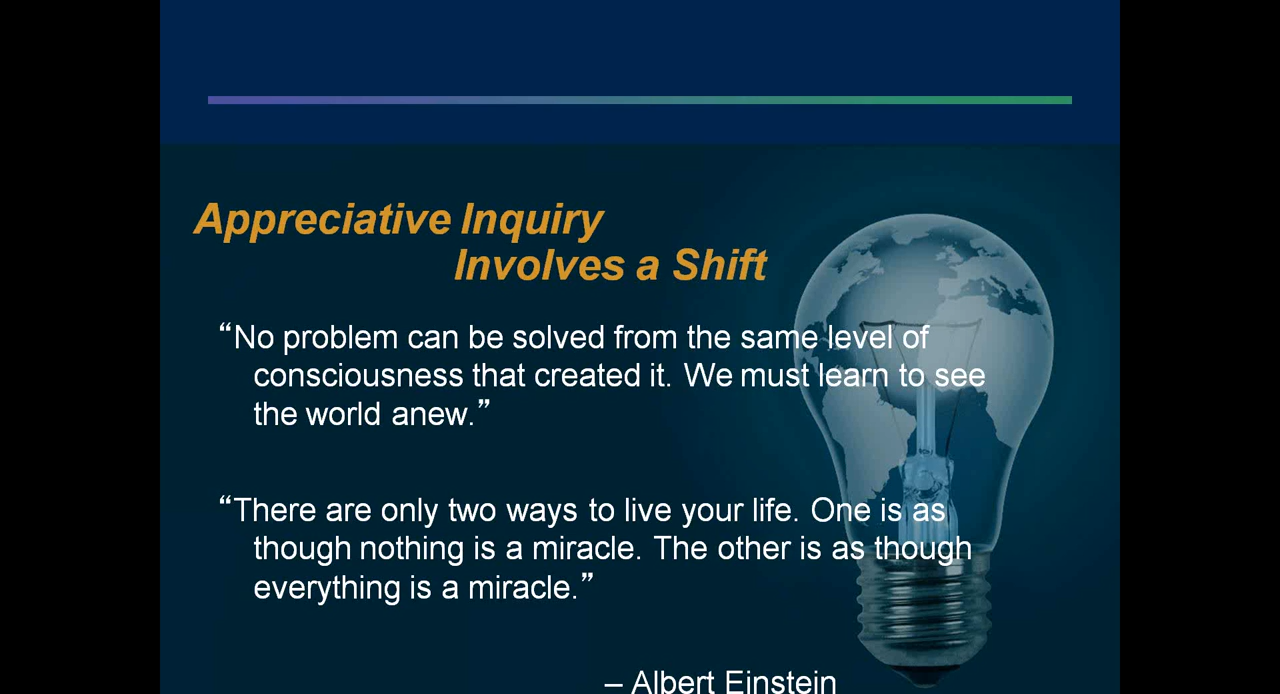 Appreciative Inquiry
Involves a Shift
“No problem can be solved from the same level of
consciousness that created it. We must learn to see
the world anew.”
“There are only two ways to live your life. One is as
though nothing is a miracle. The other is as though
everything is a miracle.”
– Albert Einstein